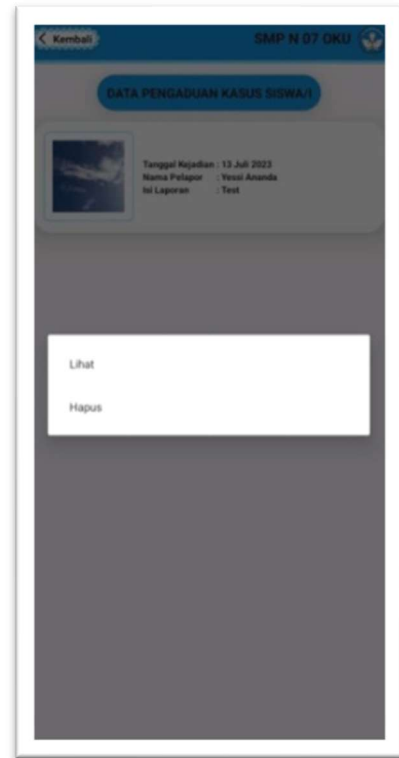 Kembali
SMP N 07 OKU
DATA PENGADUAN KASUS SISWA/I
Tanggal Kejadian : 13 Juli 2023
Nama Pelapor : Yessi Ananda
Isi Laporan : Test
Lihat
Hapus